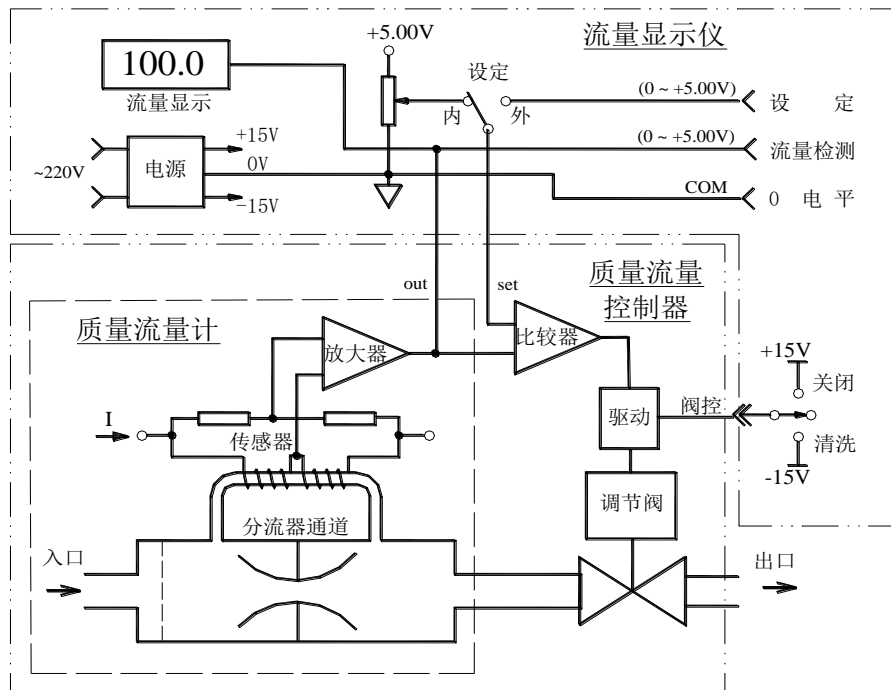 +5.00V
流量显示仪
100.0
设定
流量显示
内
外
(0 ~ +5.00V)
设 定
+15V
(0 ~ +5.00V)
流量检测
~220V
电源
0V
COM
0 电 平
-15V
out
set
质量流量
控制器
质量流量计
放大器
比较器
+15V
关闭
I
传感器
驱动
阀控
清洗
-15V
调节阀
分流器通道
入口
出口